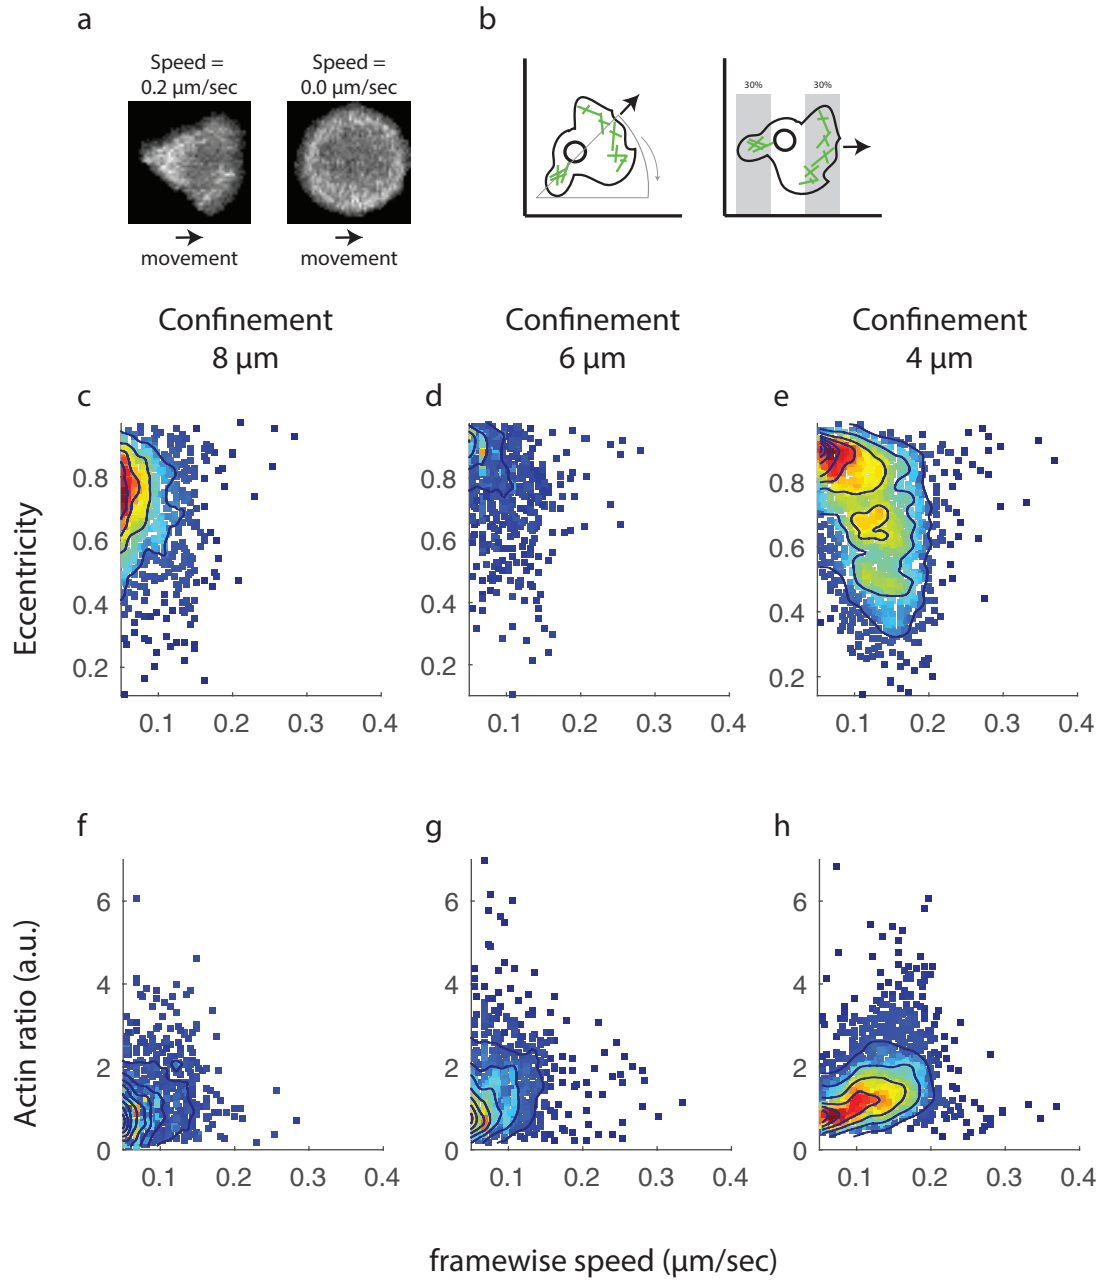 a
b
Speed =
0.2 µm/sec
Speed =
0.0 µm/sec
30%
30%
movement
movement
Confinement
8 µm
Confinement
6 µm
Confinement
4 µm
c
d
e
Eccentricity
0.8
0.6
0.4
0.2
0.1
0.2
0.3
0.4
0.8
0.6
0.4
0.2
0.1
0.2
0.3
0.4
0.8
0.6
0.4
0.2
0.1
0.2
0.3
0.4
f
g
h
Actin ratio (a.u.)
6
4
2
0
0.1
0.2
0.3
0.4
6
4
2
0
0.1
0.2
0.3
0.4
6
4
2
0
0.1
0.2
0.3
0.4
framewise speed (µm/sec)